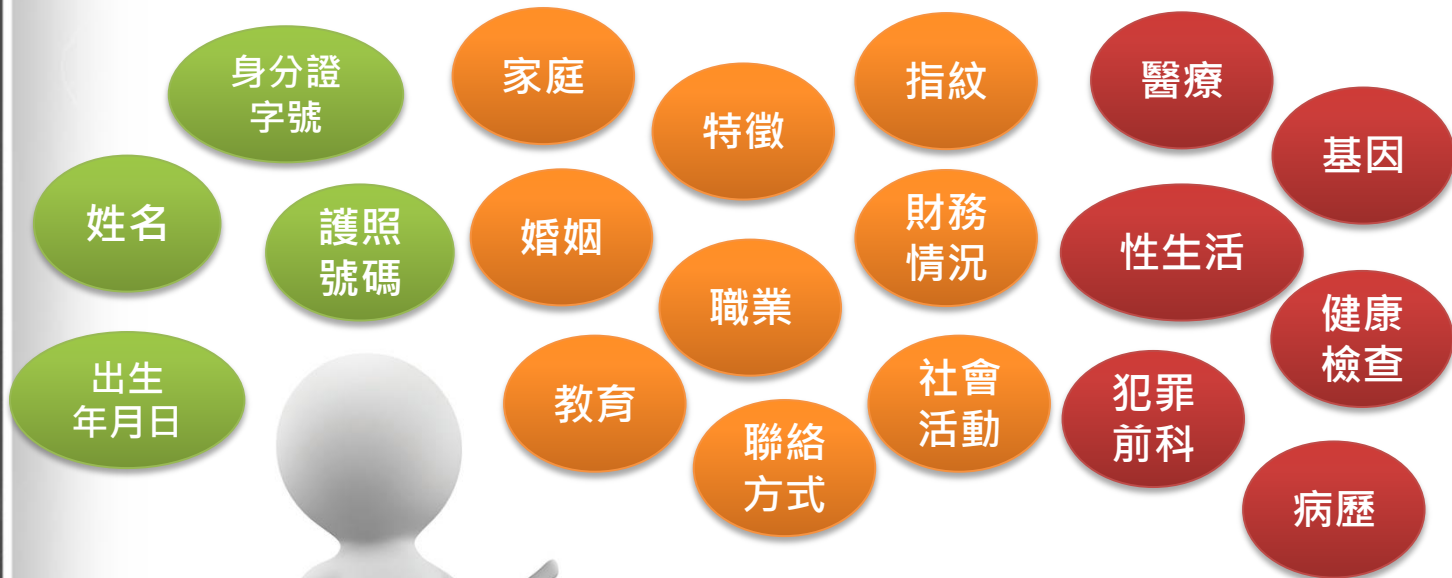 身分證
字號
姓名
護照
號碼
出生
年月日
家庭
特徵
指紋
婚姻
職業
財務
情況
教育
聯絡
方式
社會
活動
醫療
基因
性生活
健康
檢查
犯罪
前科
病歷